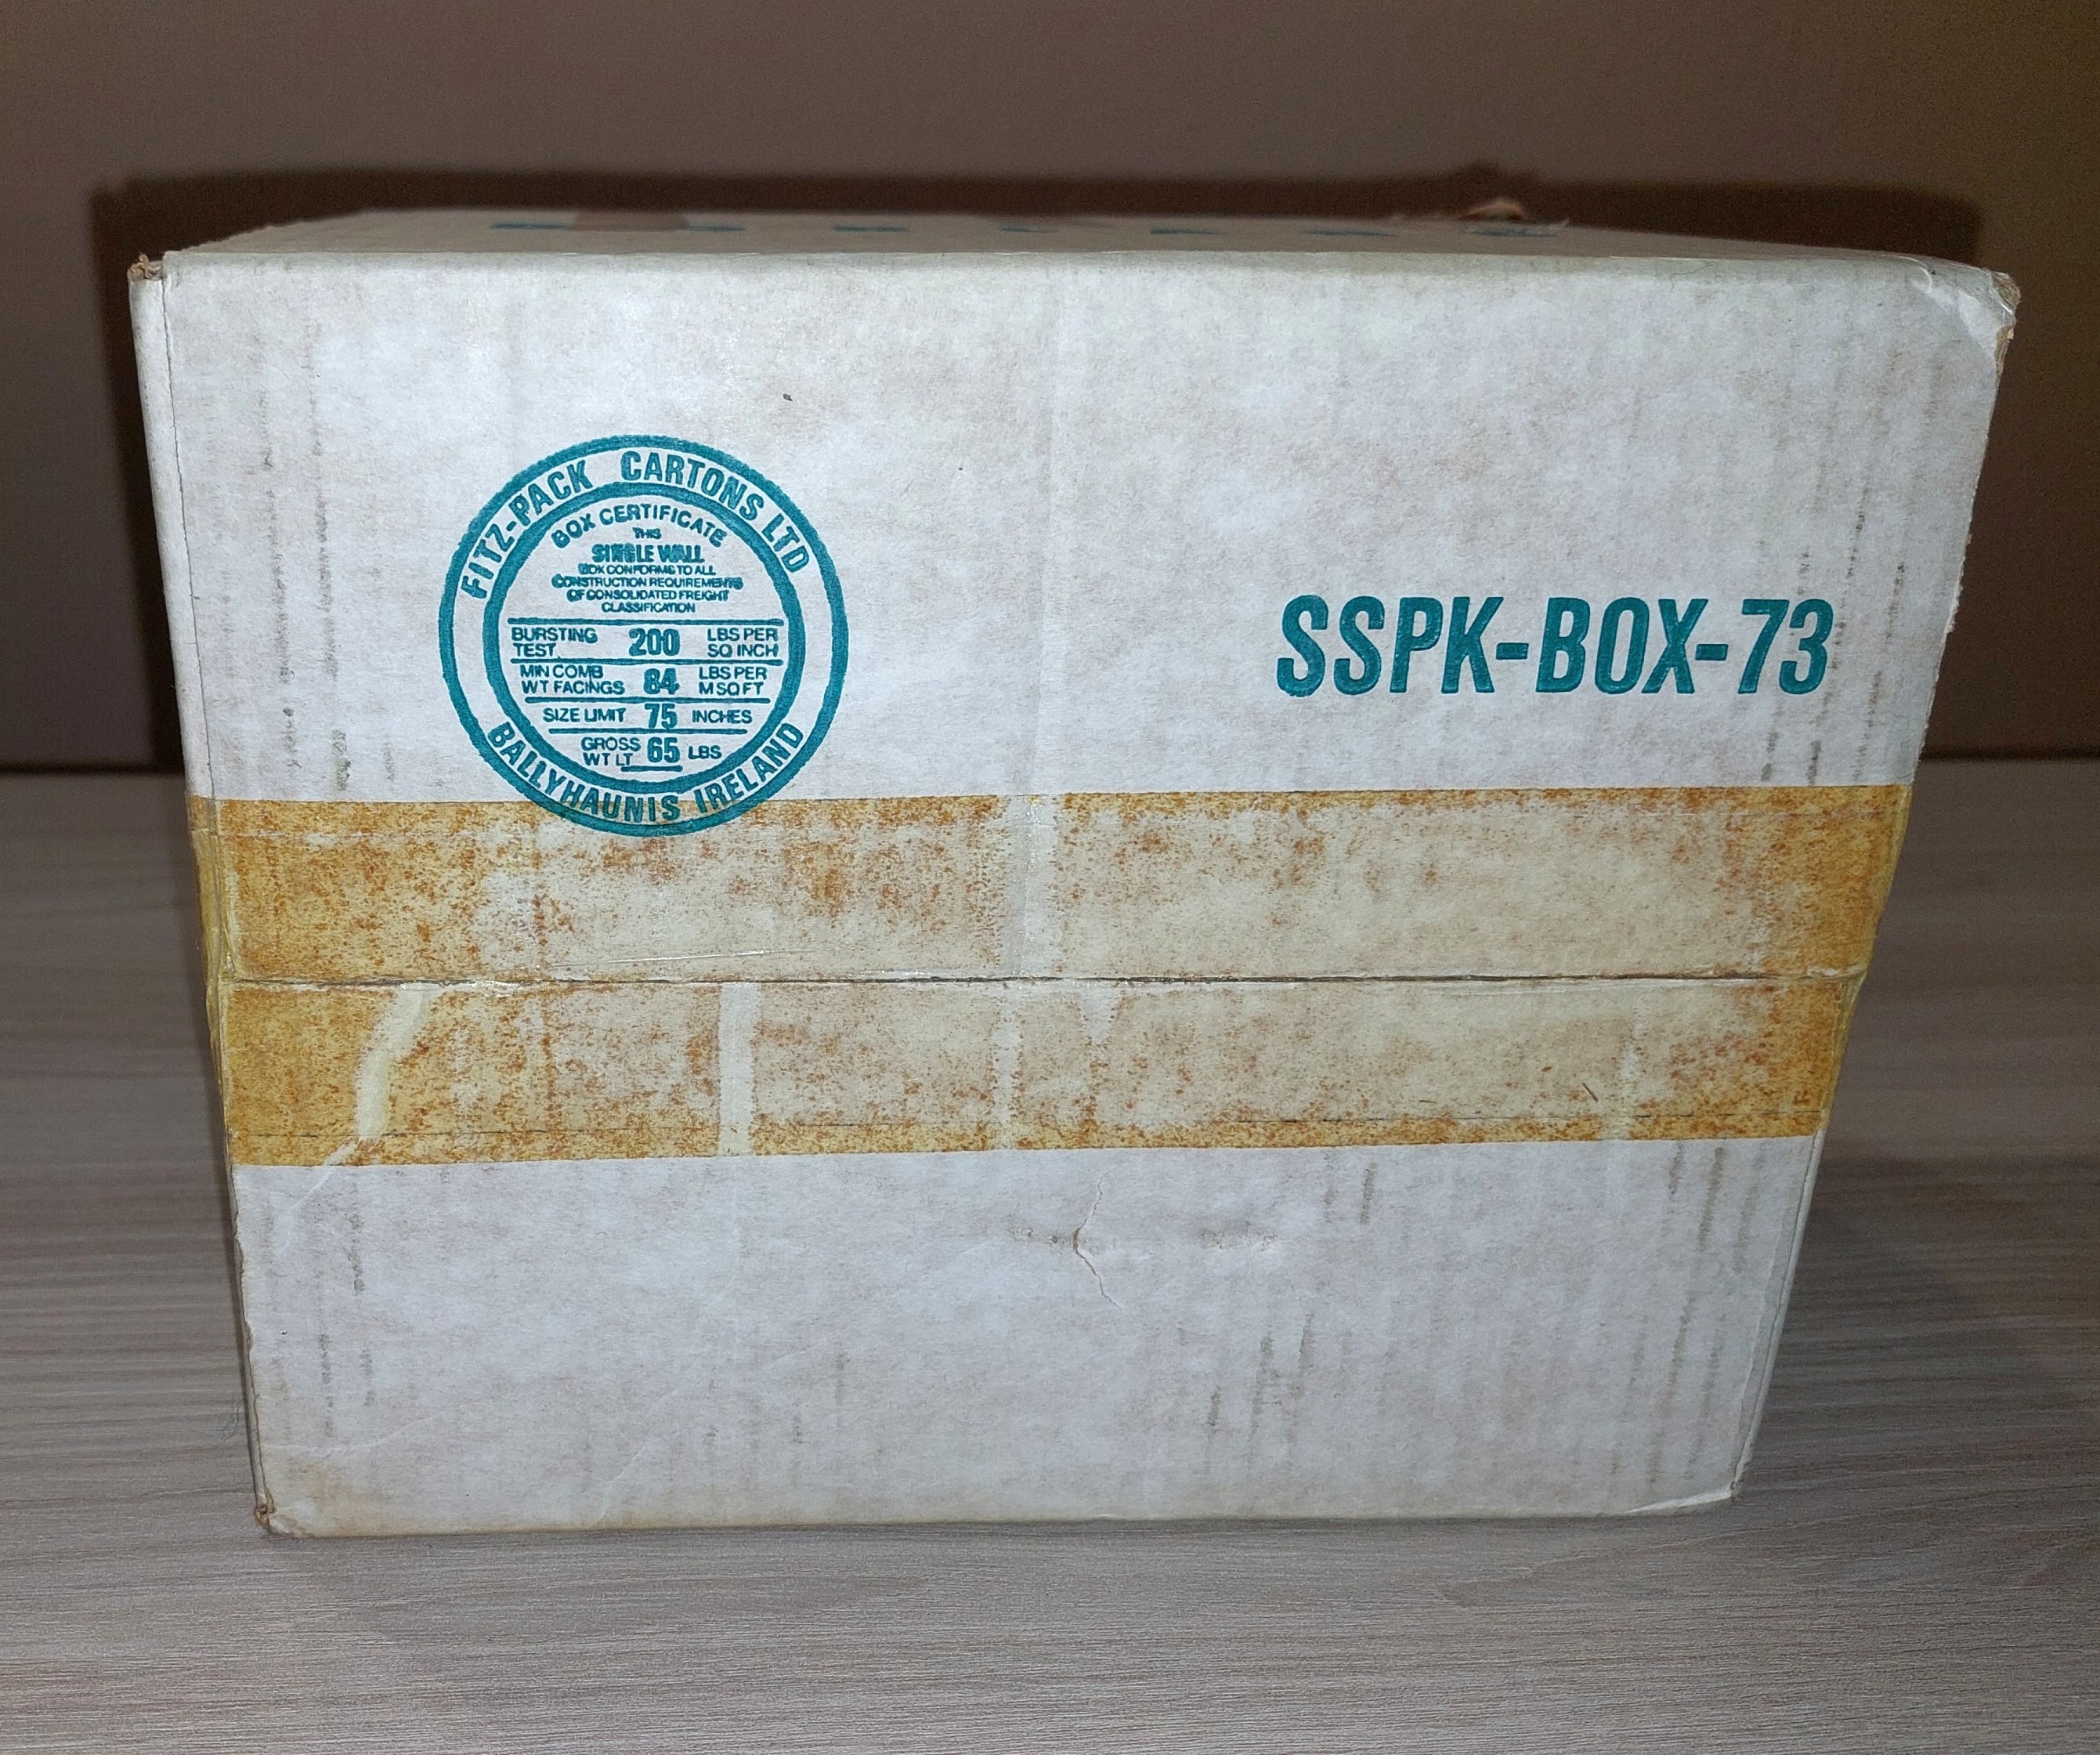 FITZ-PACK CARTONS LTD
BOX CERTIFICATE
THIS
SINGLE WALL
BOX CONFORMS TO ALL
CONSTRUCTION REQUIREMENTS
OF CONSOLIDATED FREIGHT
CLASSIFICATION
BURSTING TEST 200 LBS PER SQ INCH
MIN COMB WT FACINGS 84 LBS PER M SQ FT
SIZE LIMIT 75 INCHES
GROSS WT LT 65 LBS
BALLYHAUNIS IRELAND
SSPK-BOX-73